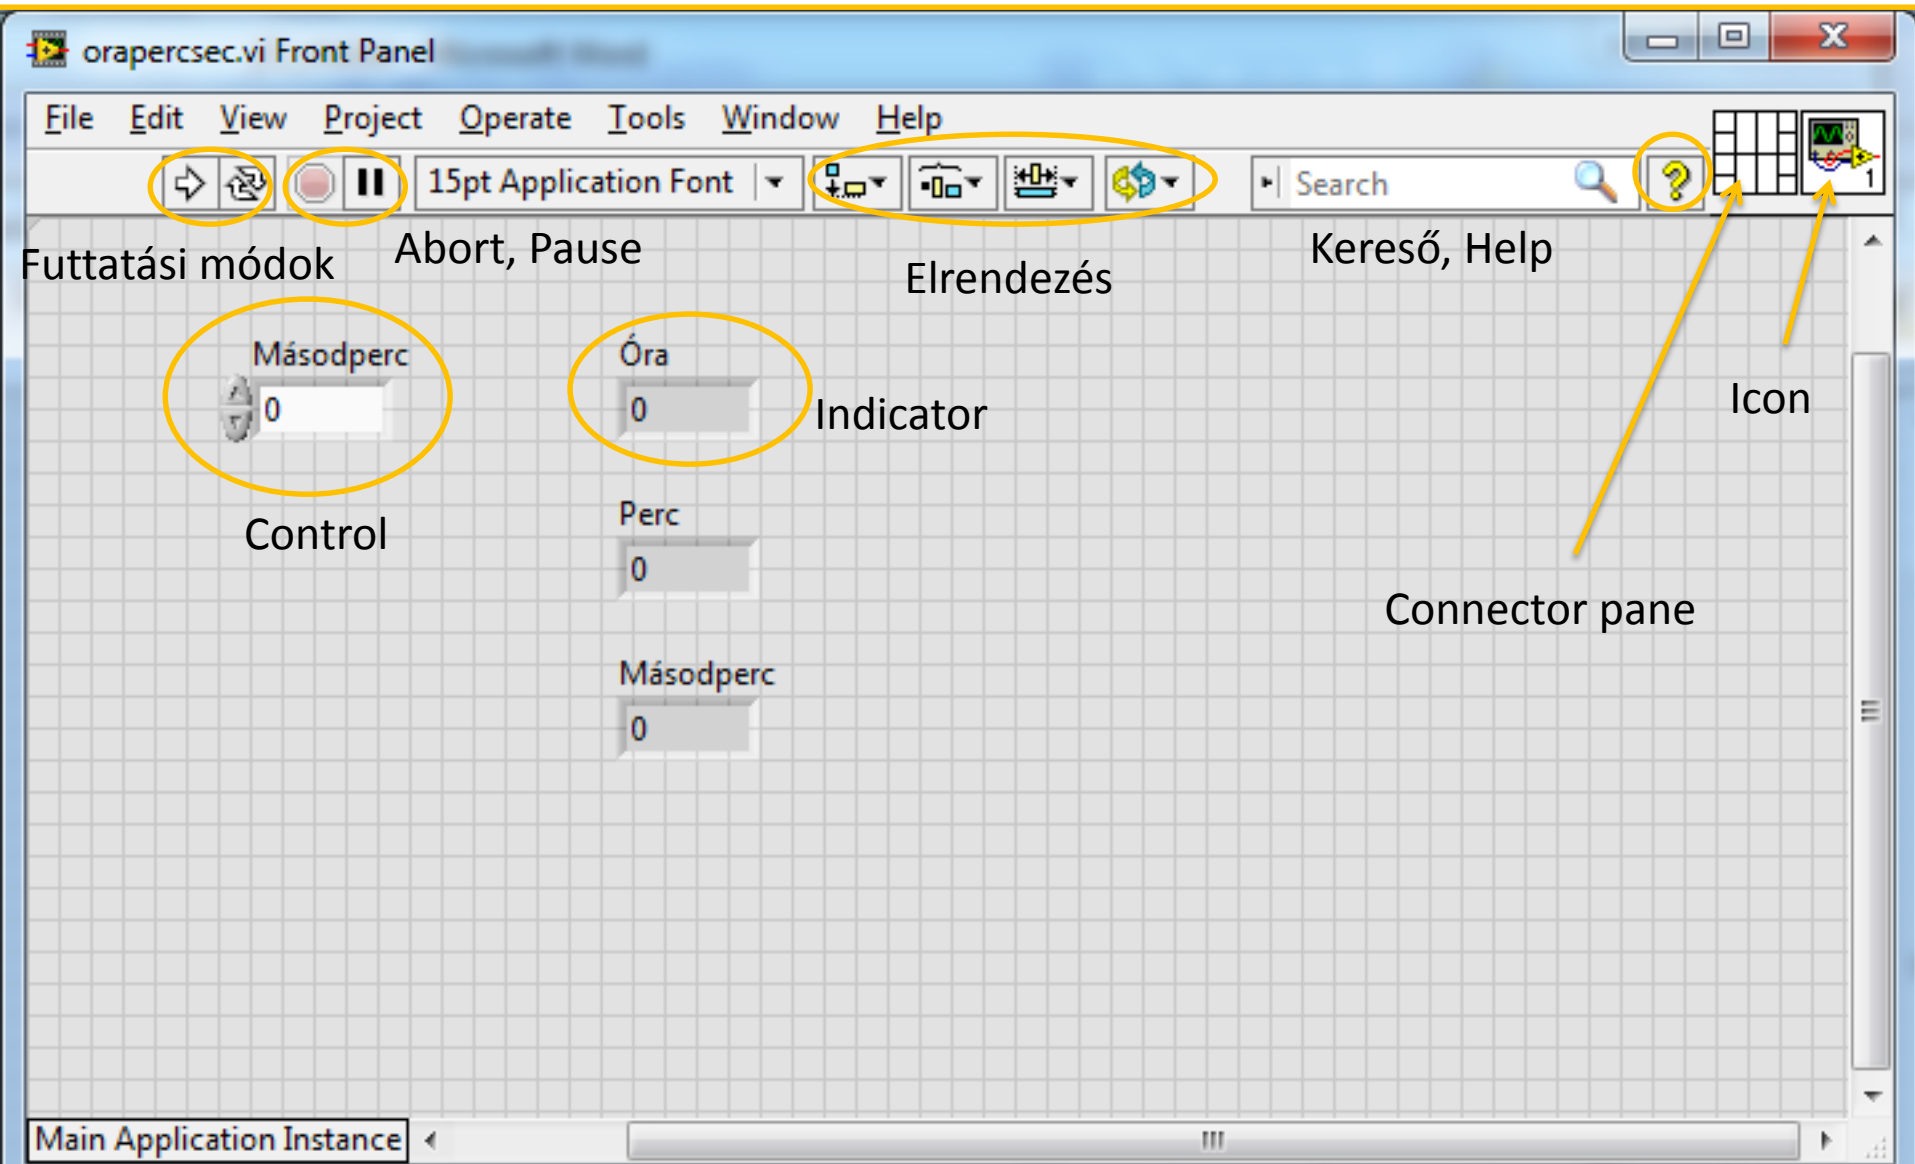 orapercsec.vi Front Panel
File Edit View Project Operate Tools Window Help
15pt Application Font
Search
1
Futtatási módok
Abort, Pause
Elrendezés
Kereső, Help
Másodperc
0
Control
Óra
0
Indicator
Icon
Perc
0
Connector pane
Másodperc
0
Main Application Instance